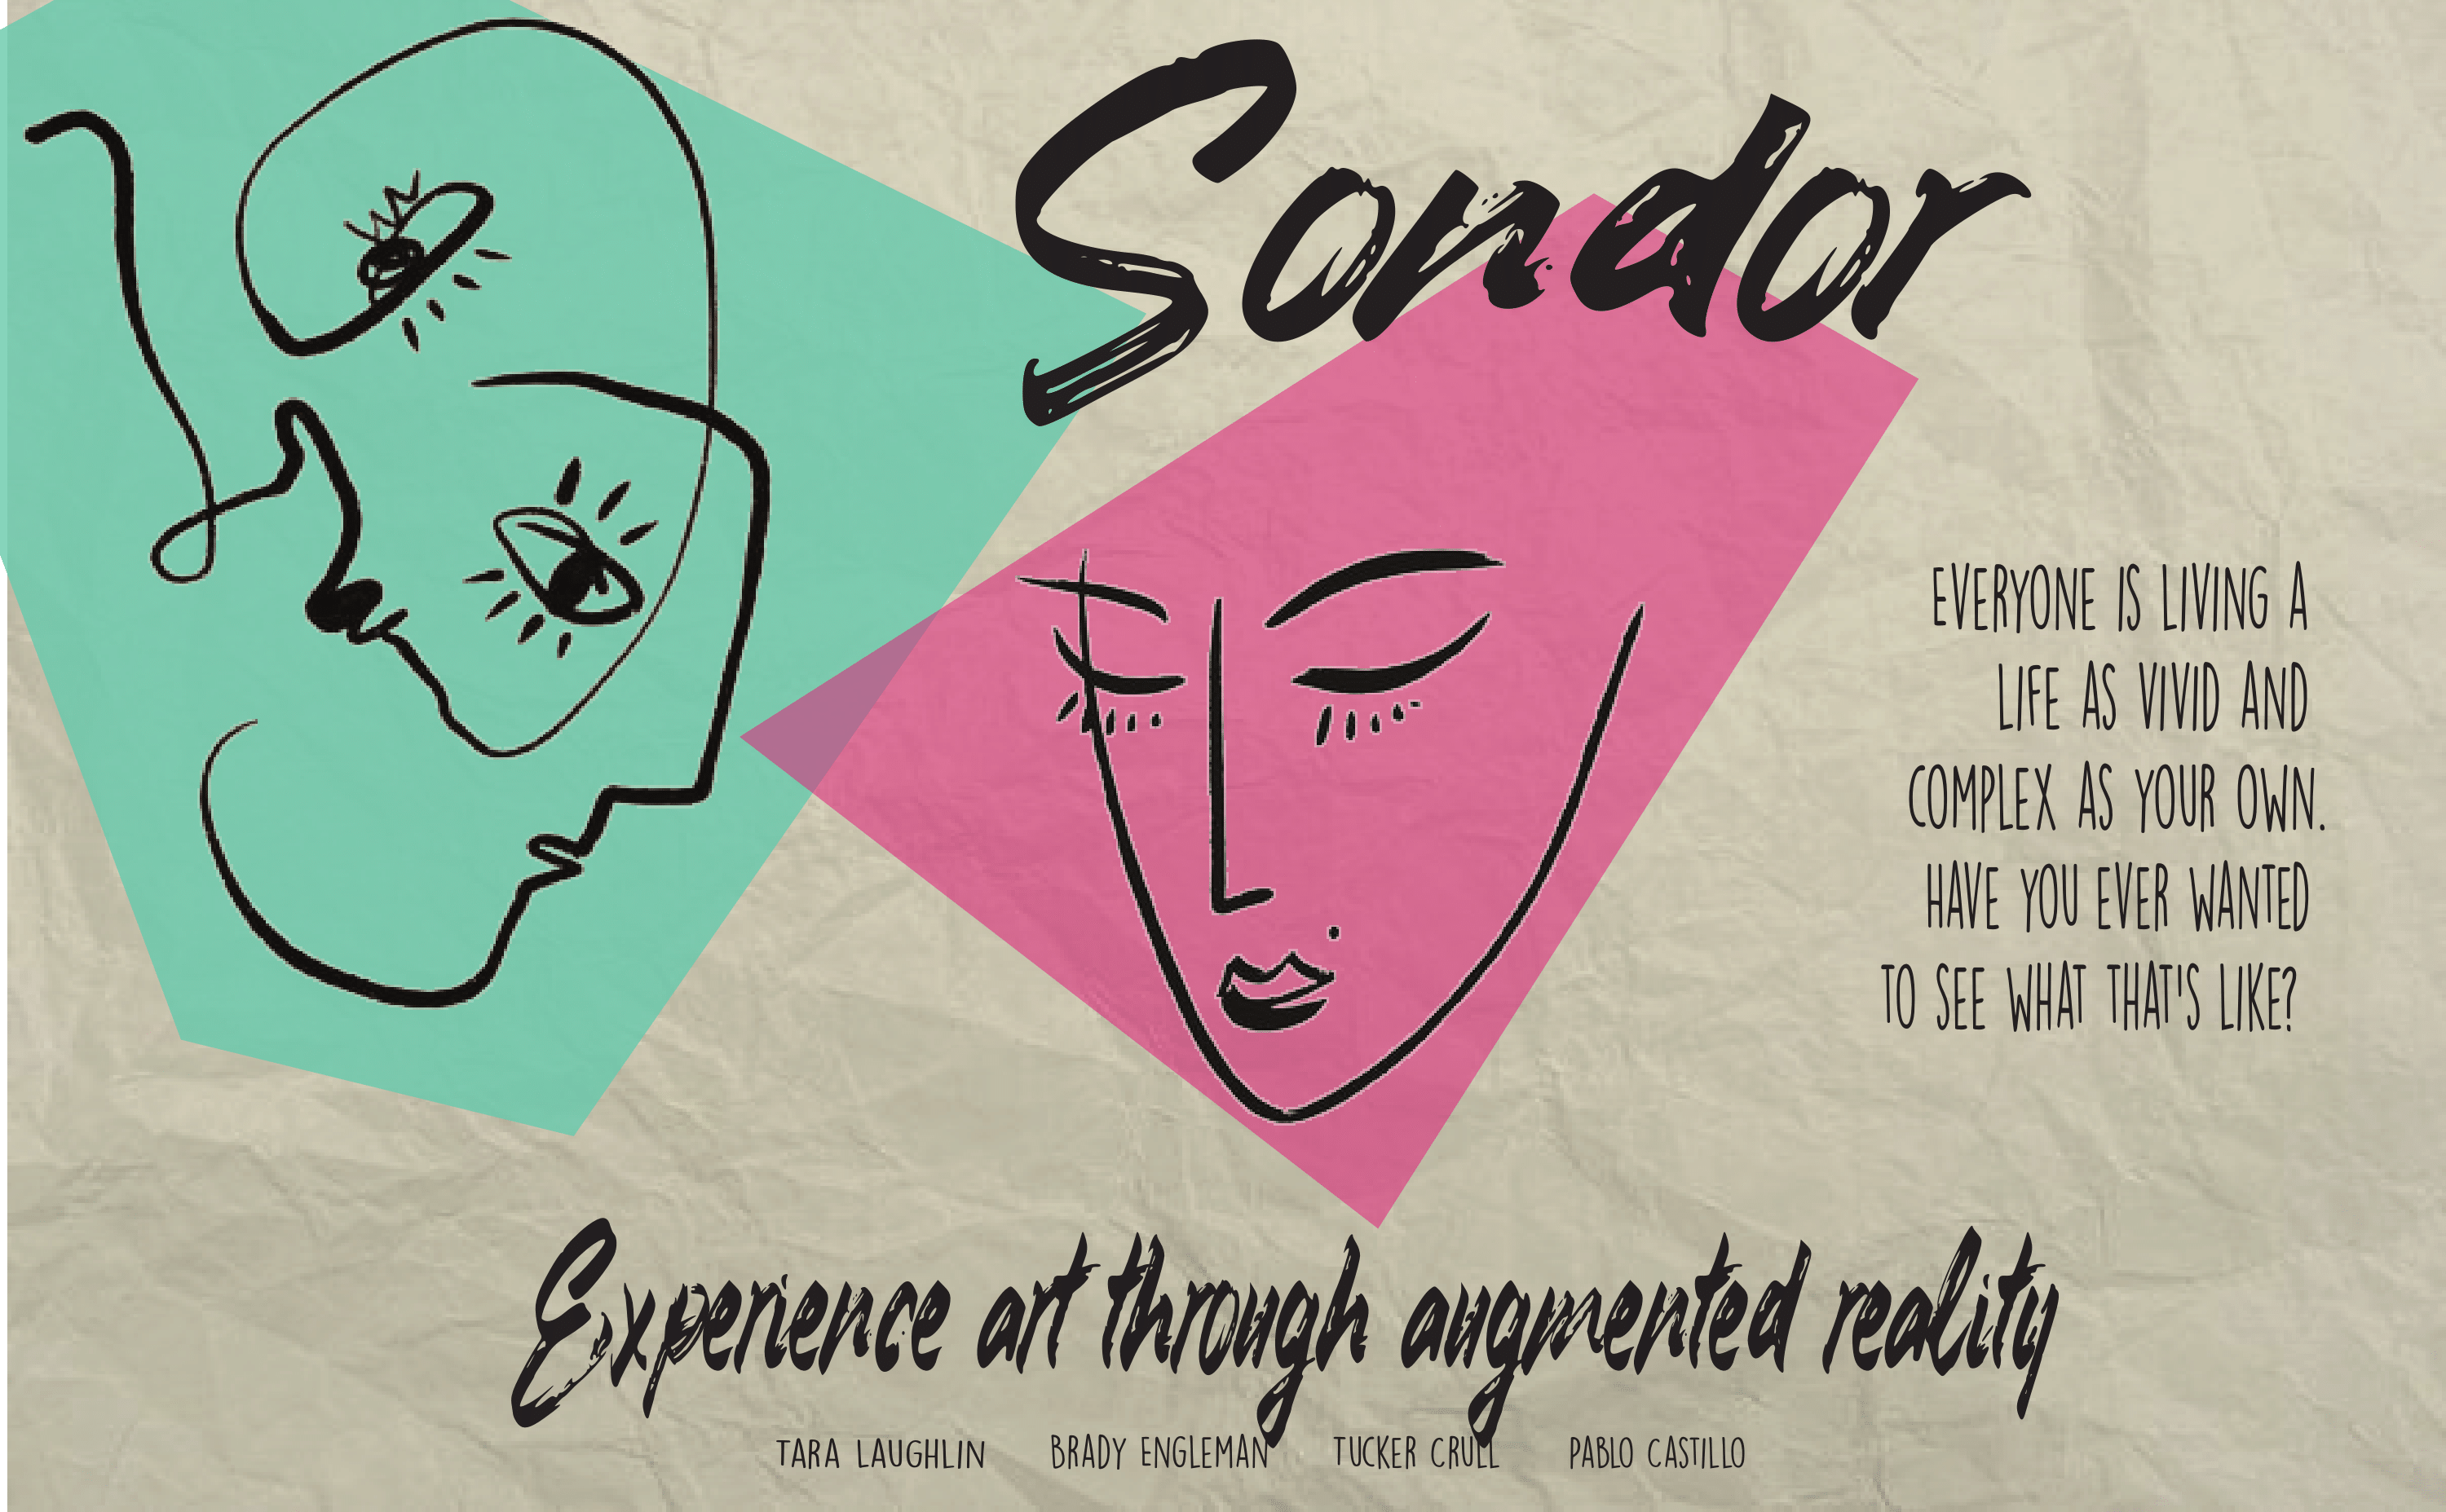 Sondor
EVERYONE IS LIVING A
LIFE AS VIVID AND
COMPLEX AS YOUR OWN.
HAVE YOU EVER WANTED
TO SEE WHAT THAT'S LIKE?
Experience art through augmented reality
TARA LAUGHLIN BRADY ENGLEMAN TUCKER CRULL PABLO CASTILLO